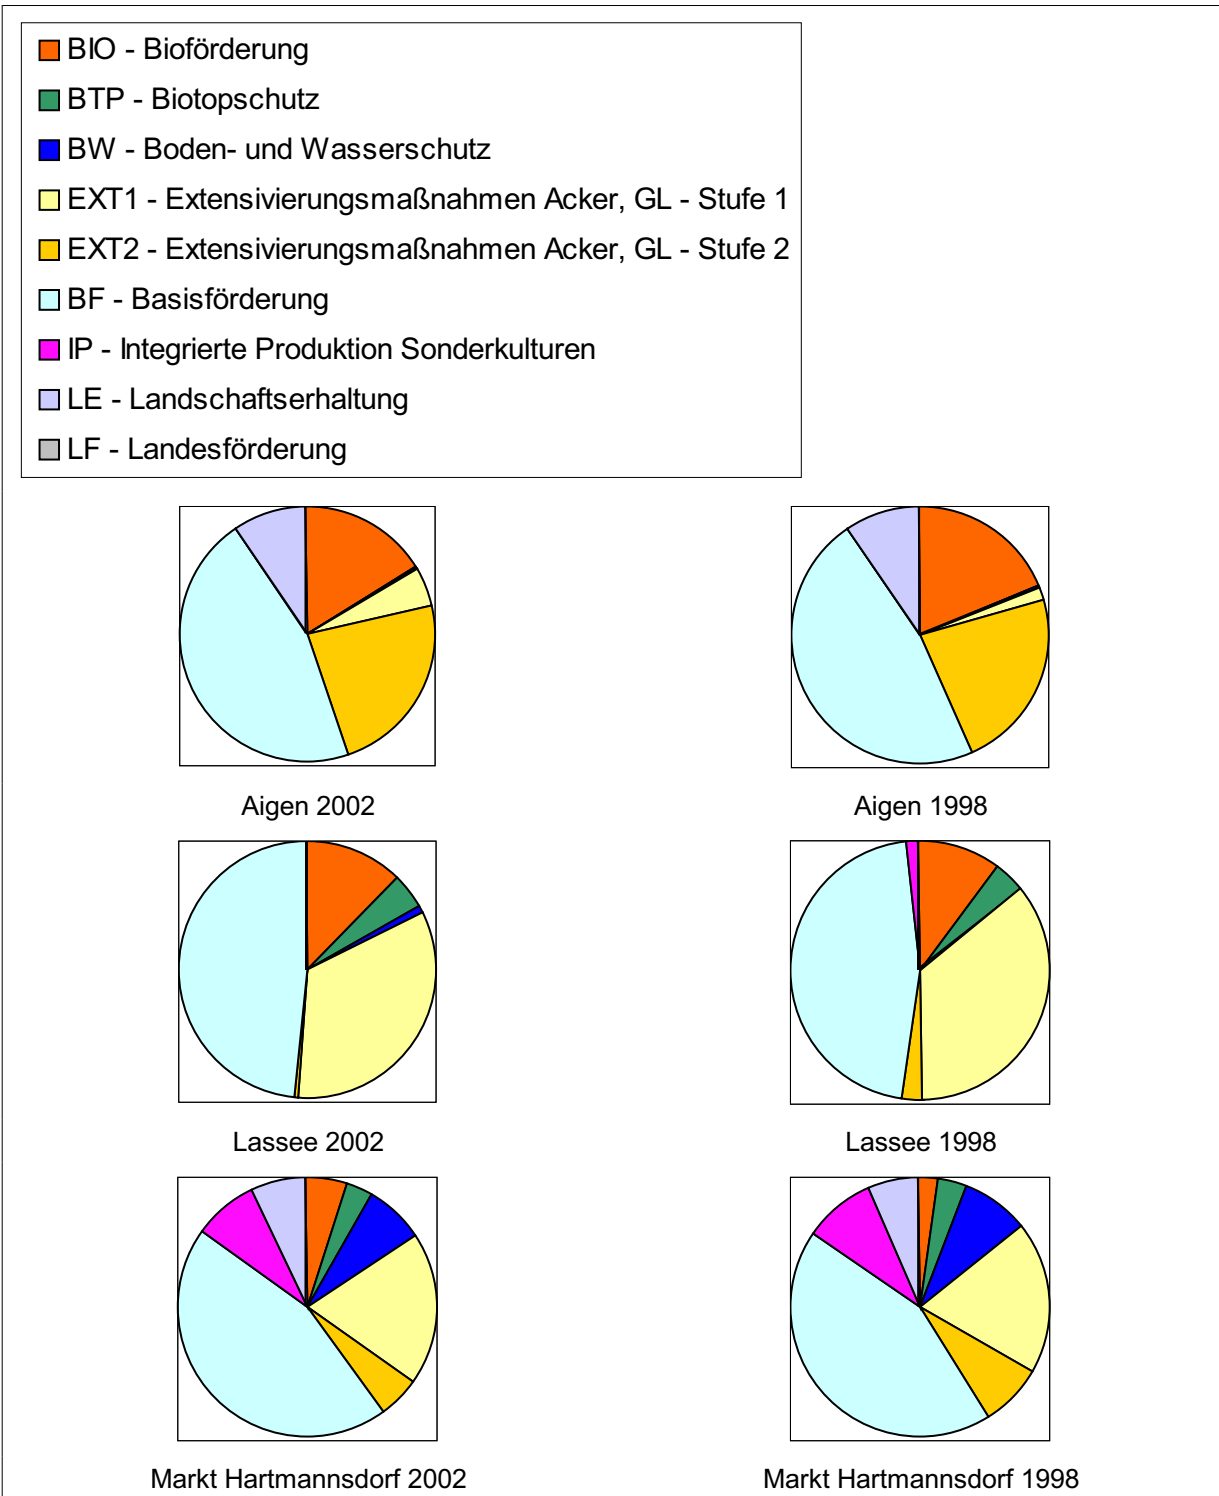 BIO - Bioförderung
BTP - Biotopschutz
BW - Boden- und Wasserschutz
EXT1 - Extensivierungsmaßnahmen Acker, GL - Stufe 1
EXT2 - Extensivierungsmaßnahmen Acker, GL - Stufe 2
BF - Basisförderung
IP - Integrierte Produktion Sonderkulturen
LE - Landschaftserhaltung
LF - Landesförderung
Aigen 2002
Aigen 1998
Lassee 2002
Lassee 1998
Markt Hartmannsdorf 2002
Markt Hartmannsdorf 1998